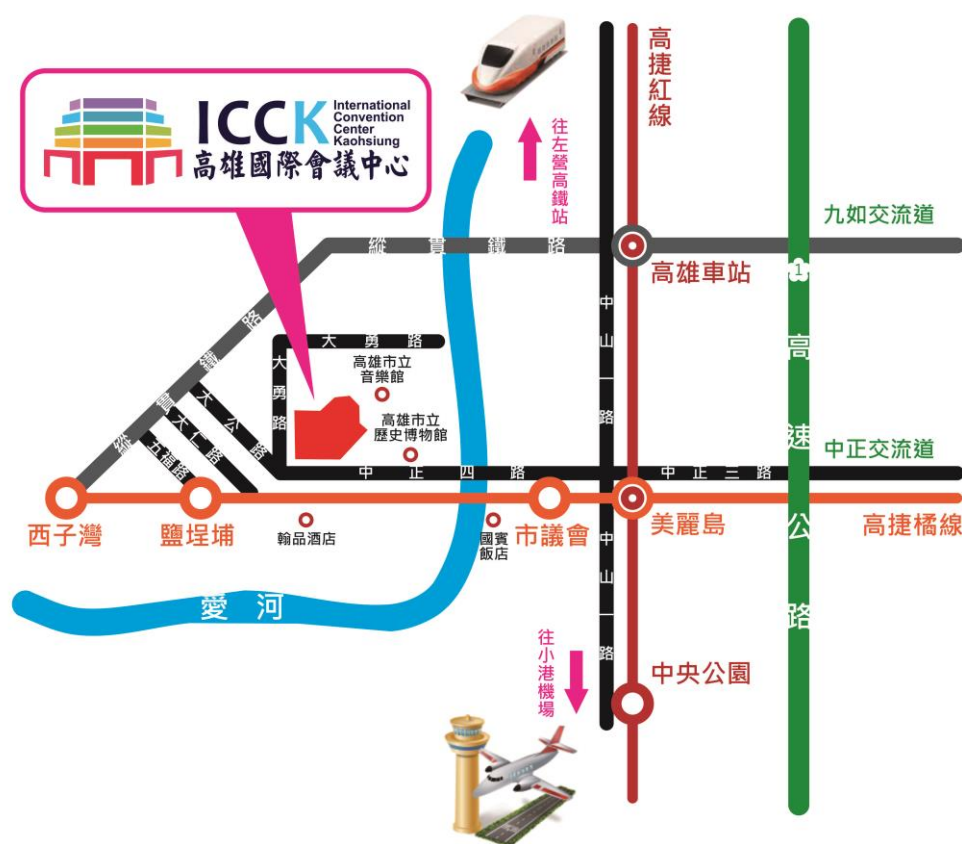 ICCK
International
Convention
Center
Kaohsiung
高雄國際會議中心
往左營高鐵站
高捷紅線
九如交流道
縱貫鐵路
高雄車站
1
中山一路
高速公路
縱貫鐵路
大勇路
大勇路
高雄市立
音樂館
高雄市立
歷史博物館
大公路
大仁路
五福路
中正四路
中正三路
中正交流道
西子灣
鹽埕埔
翰品酒店
國賓
飯店
市議會
美麗島
高捷橘線
中山一路
愛河
往小港機場
中央公園